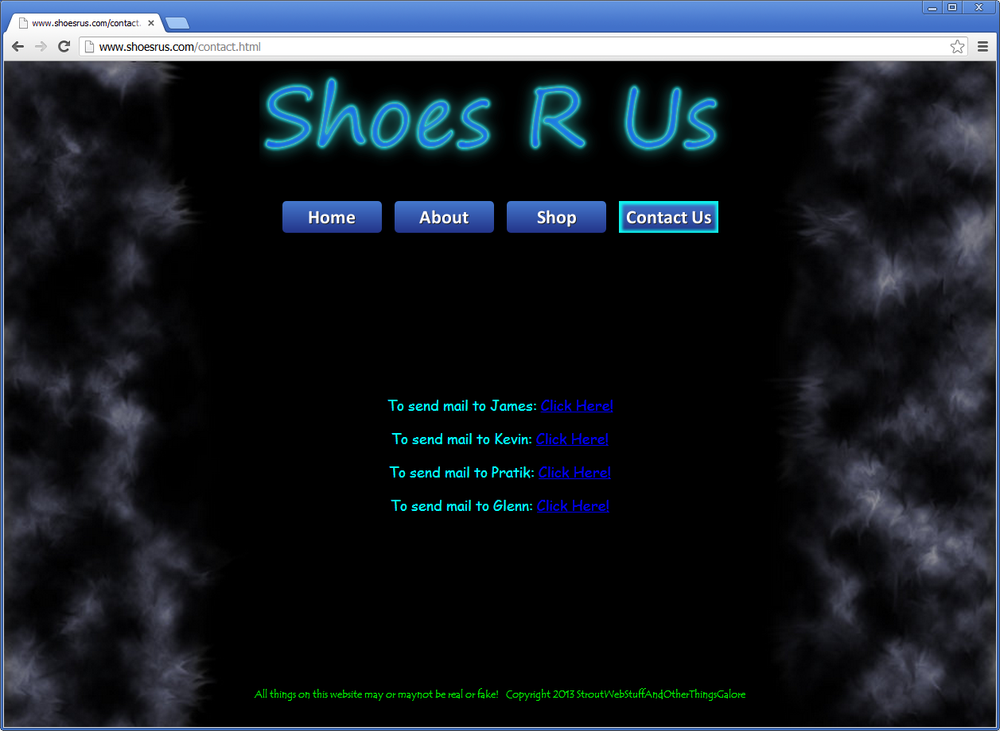 www.shoesrus.com/contact.
www.shoesrus.com/contact.html
Shoes R Us
Home About Shop Contact Us
To send mail to James: Click Here!
To send mail to Kevin: Click Here!
To send mail to Pratik: Click Here!
To send mail to Glenn: Click Here!
All things on this website may or maynot be real or fake! Copyright 2013 StroutWebStuffAndOtherThingsGalore